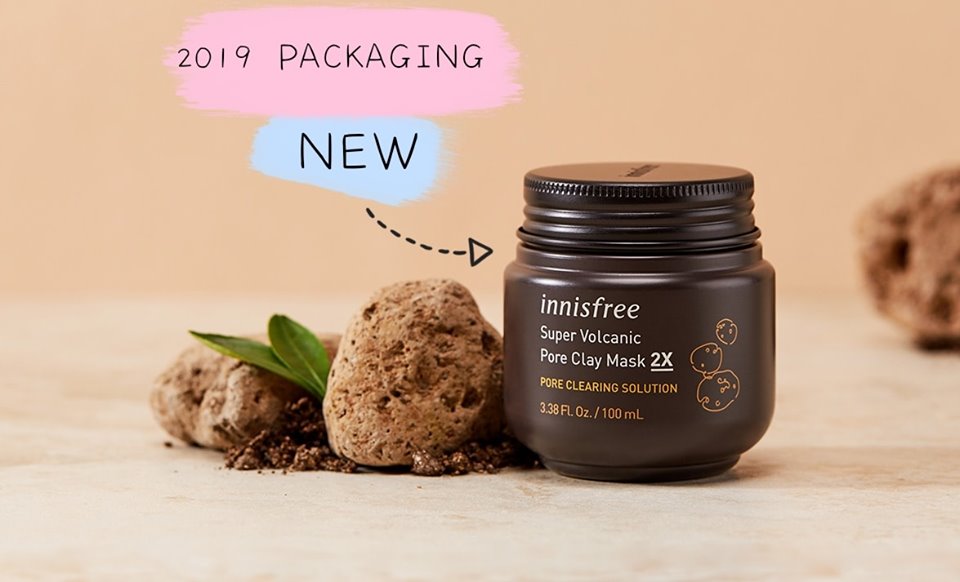 2019 PACKAGING
NEW
innisfree
Super Volcanic
Pore Clay Mask 2X
PORE CLEARING SOLUTION
3.38 Fl. Oz. / 100 mL